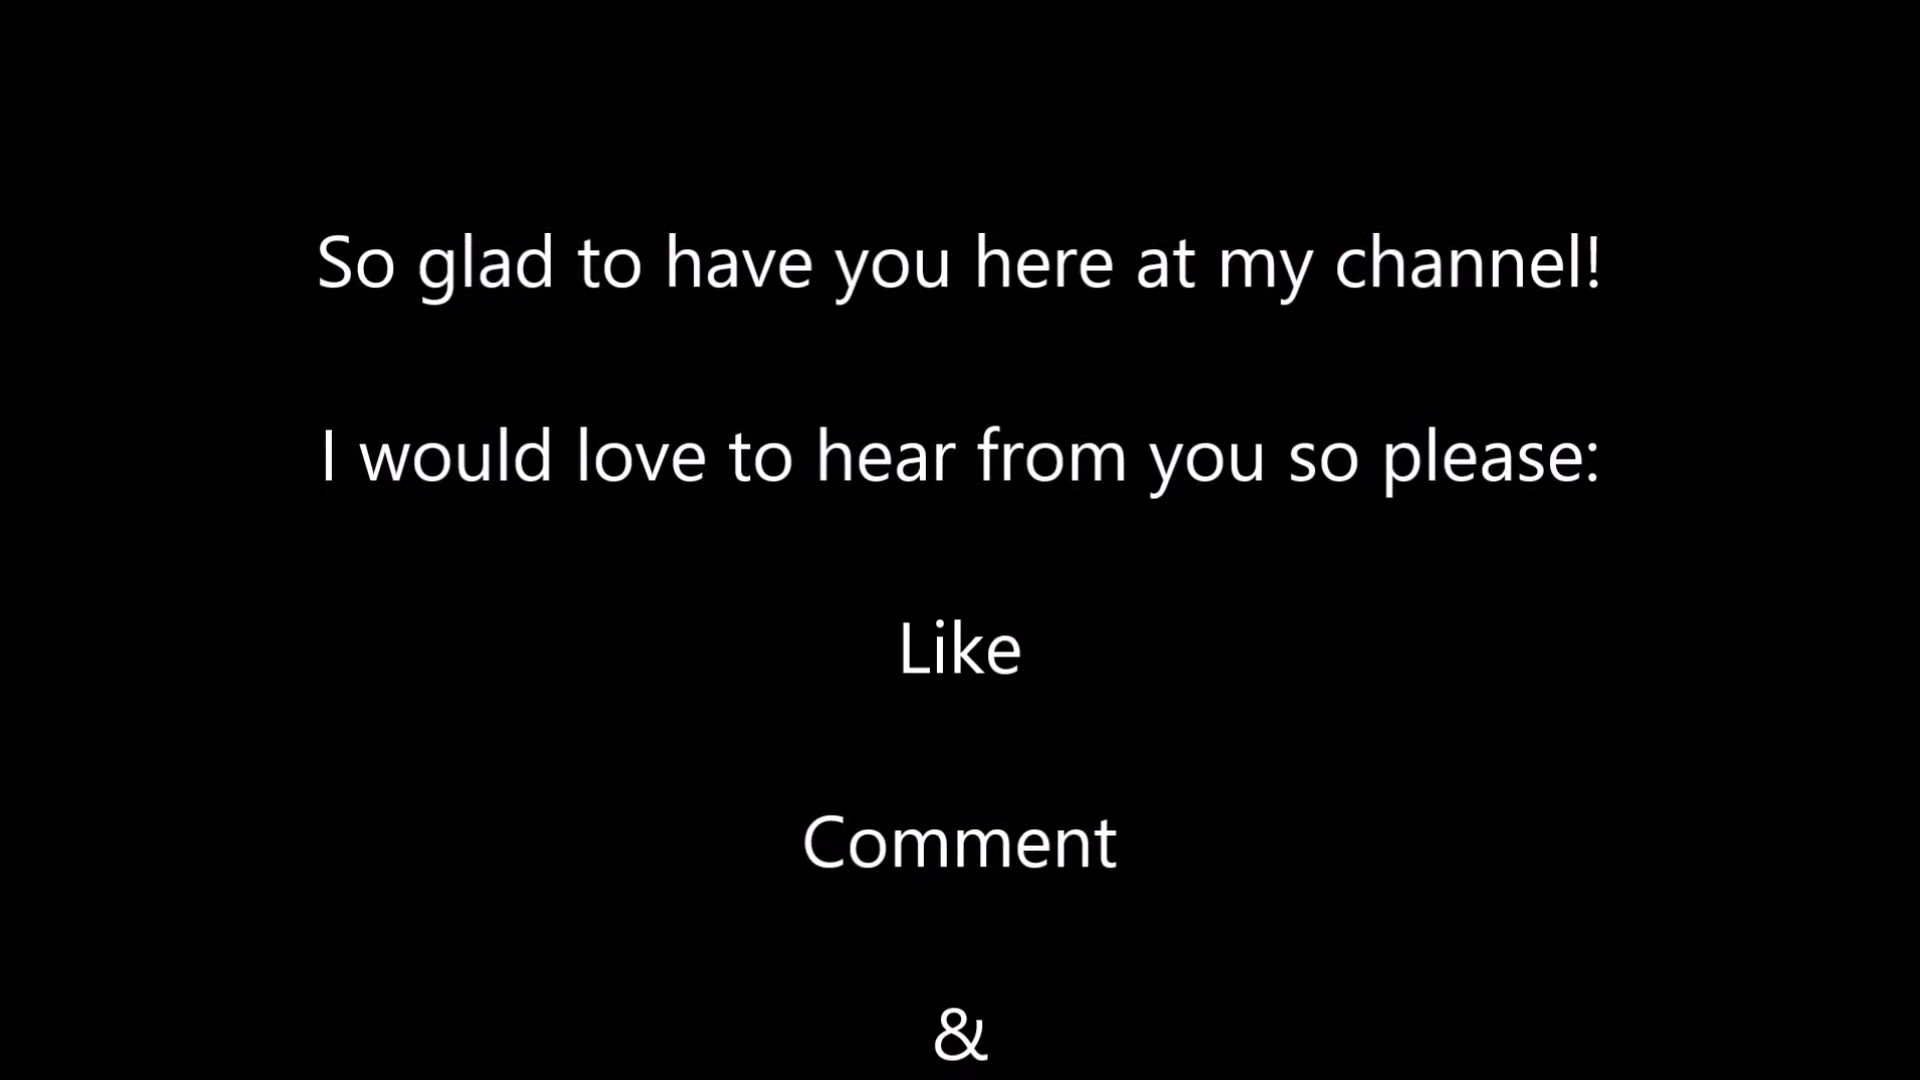 So glad to have you here at my channel!
I would love to hear from you so please:
Like
Comment
&